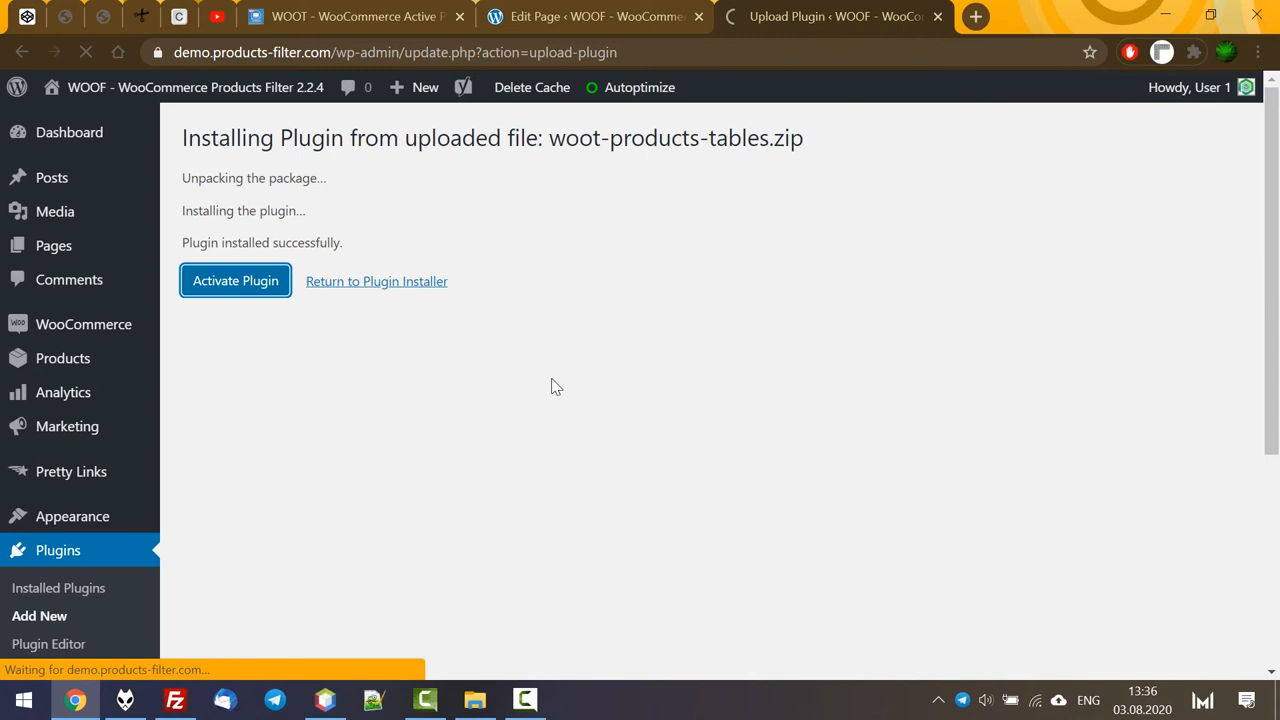 WOOT - WooCommerce Active P
Edit Page ‹ WOOF - WooComme
Upload Plugin ‹ WOOF - WooCo
demo.products-filter.com/wp-admin/update.php?action=upload-plugin
WOOF - WooCommerce Products Filter 2.2.4
0
New
Delete Cache
Autoptimize
Howdy, User 1
Dashboard
Posts
Media
Pages
Comments
WooCommerce
Products
Analytics
Marketing
Pretty Links
Appearance
Plugins
Installed Plugins
Add New
Plugin Editor
Installing Plugin from uploaded file: woot-products-tables.zip
Unpacking the package…
Installing the plugin…
Plugin installed successfully.
Activate Plugin
Return to Plugin Installer
Waiting for demo.products-filter.com...
ENG
13:36
03.08.2020